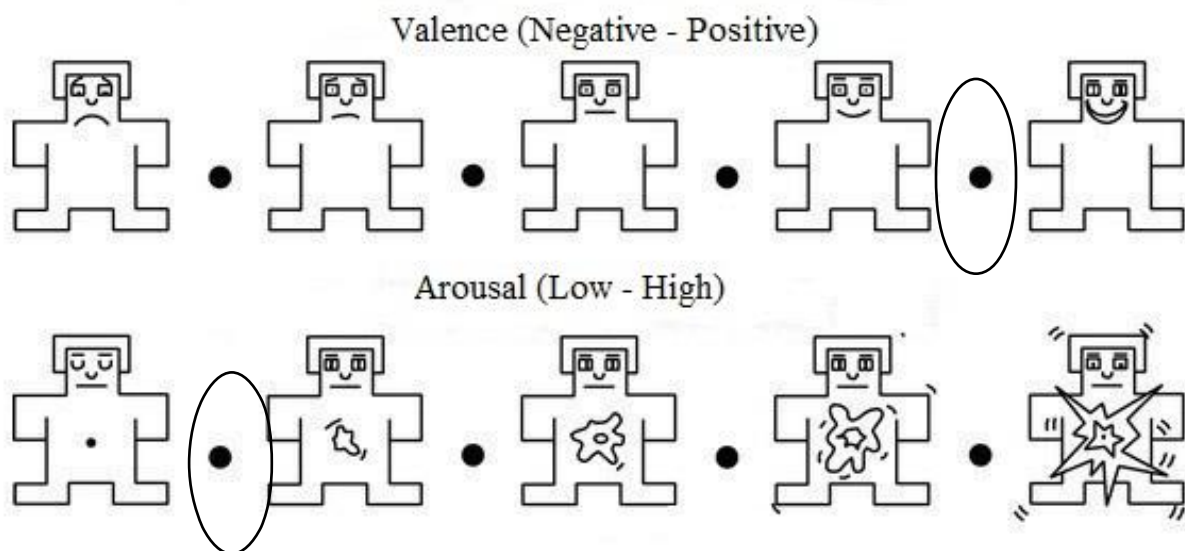 Valence (Negative - Positive)
Arousal (Low - High)